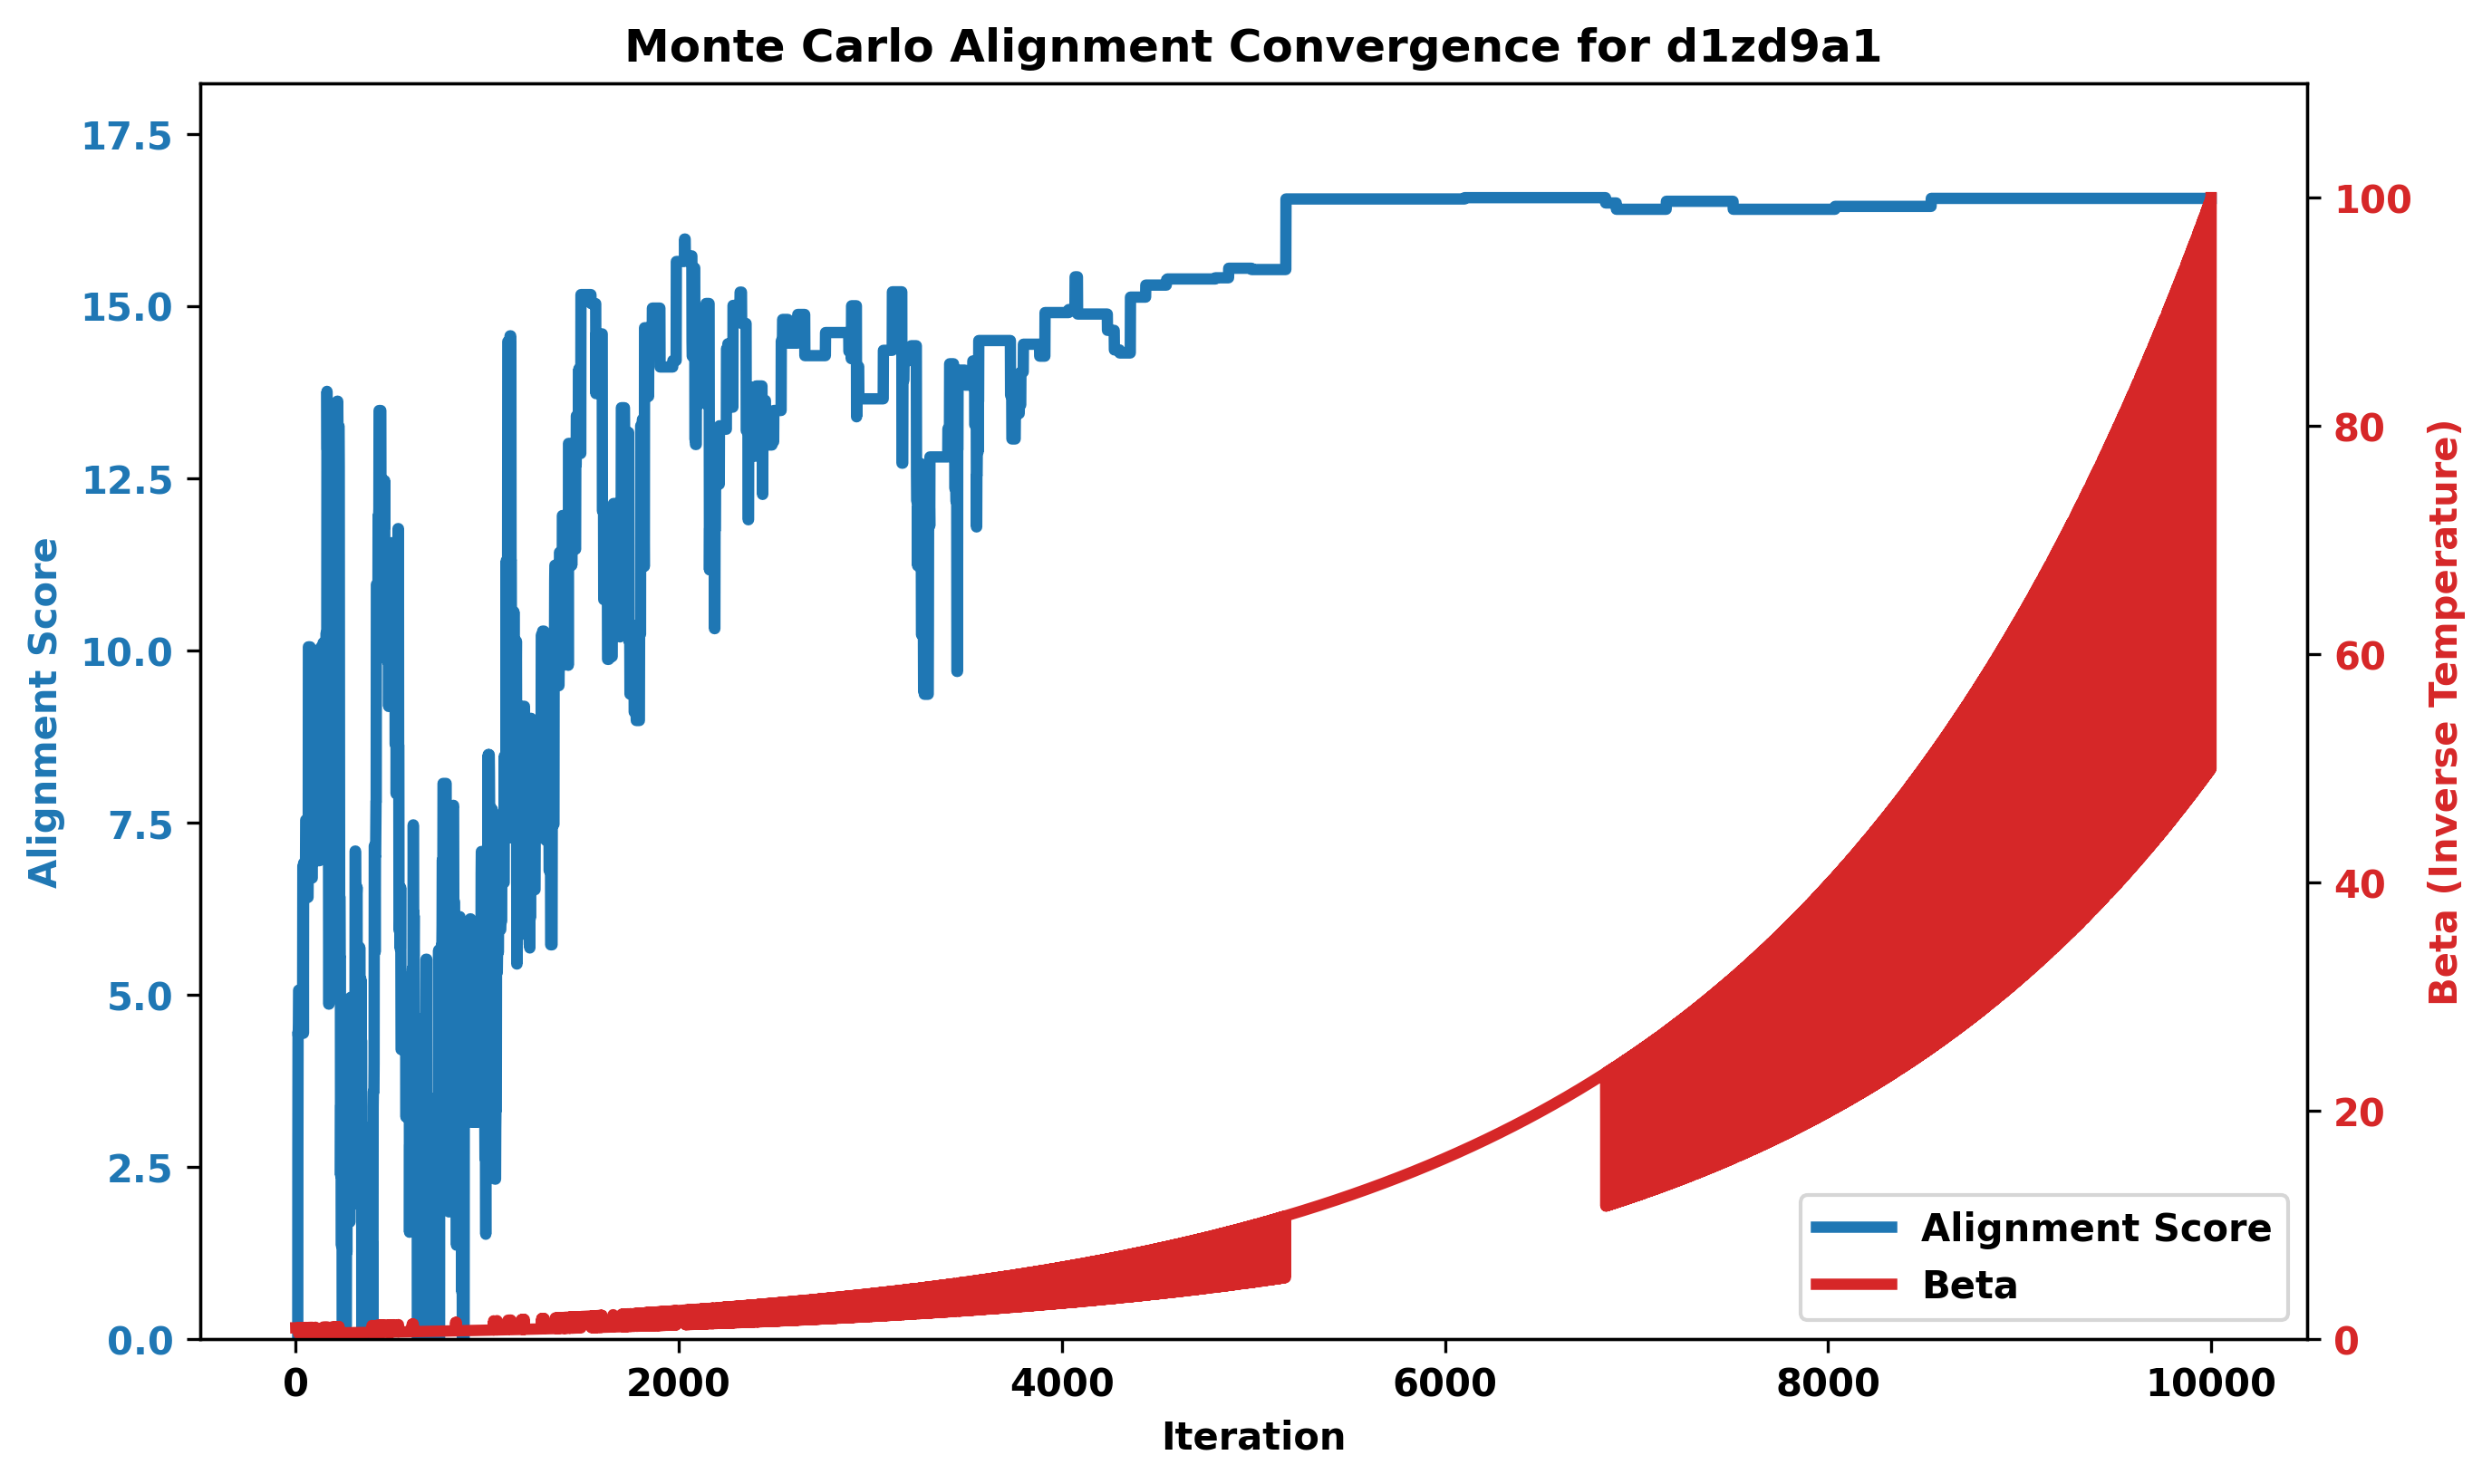 Monte Carlo Alignment Convergence for d1zd9a1
17.5
15.0
12.5
10.0
7.5
5.0
2.5
0.0
Alignment Score
100
80
60
40
20
0
Beta (Inverse Temperature)
Alignment Score
Beta
0 2000 4000 6000 8000 10000
Iteration